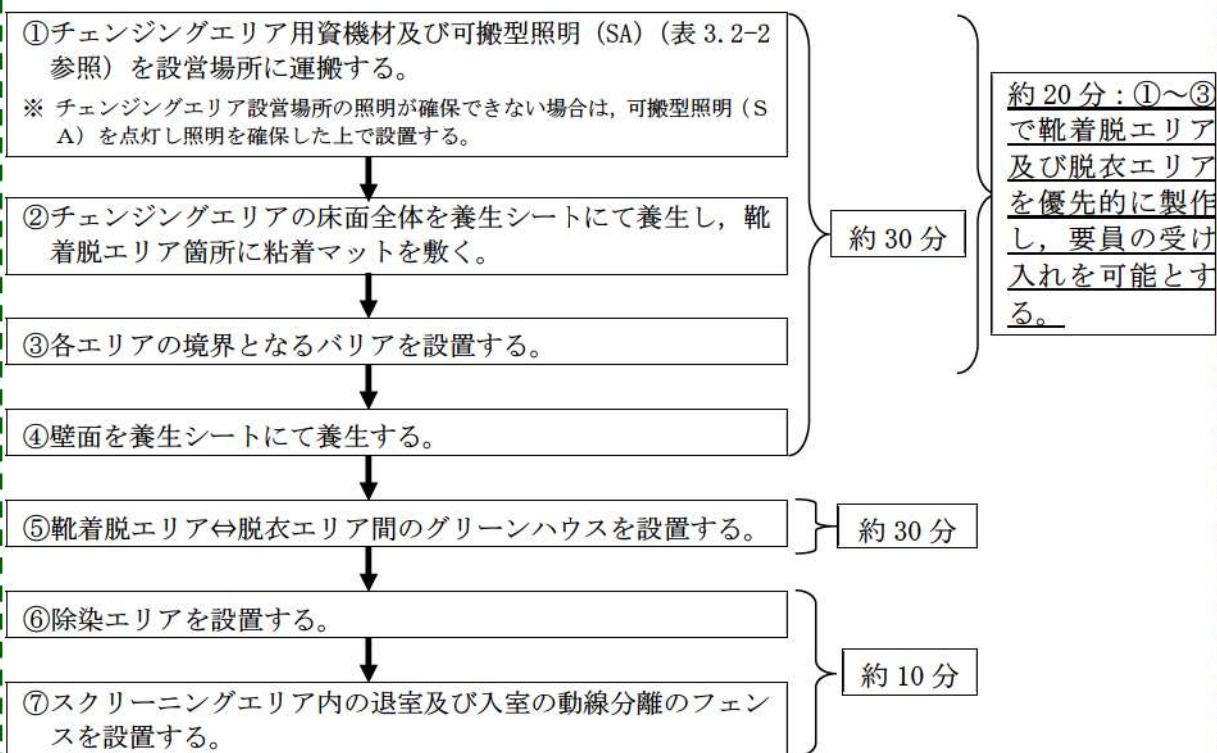 ①チェンジングエリア用資機材及び可搬型照明（SA）（表 3.2-2
参照）を設営場所に運搬する。
※ チェンジングエリア設営場所の照明が確保できない場合は，可搬型照明（S
A）を点灯し照明を確保した上で設置する。
②チェンジングエリアの床面全体を養生シートにて養生し，靴
着脱エリア箇所に粘着マットを敷く。
③各エリアの境界となるバリアを設置する。
④壁面を養生シートにて養生する。
約 30 分
約 20 分：①～③
で靴着脱エリア
及び脱衣エリア
を優先的に製作
し，要員の受け
入れを可能とす
る。
⑤靴着脱エリア⇔脱衣エリア間のグリーンハウスを設置する。
約 30 分
⑥除染エリアを設置する。
⑦スクリーニングエリア内の退室及び入室の動線分離のフェン
スを設置する。
約 10 分